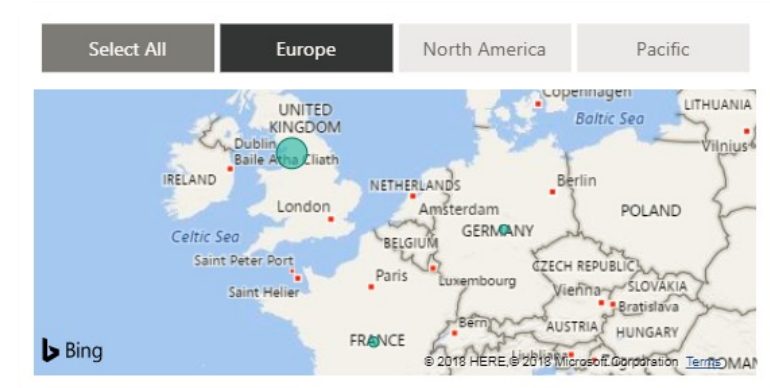 Select All Europe North America Pacific
Copenhagen
LITHUANIA
UNITED
KINGDOM
Baltic Sea
Dublin
Vilnius
Baile Atha Cliath
IRELAND
NETHERLANDS
Berlin
London
Amsterdam
POLAND
Celtic Sea
BELGIUM
GERMANY
Saint Peter Port
CZECH REPUBLIC
Paris
Luxembourg
Vienna
SLOVAKIA
Saint Helier
Bratislava
Bern
AUSTRIA
HUNGARY
FRANCE
Bing
© 2018 HERE, © 2018 Microsoft Corporation Terms